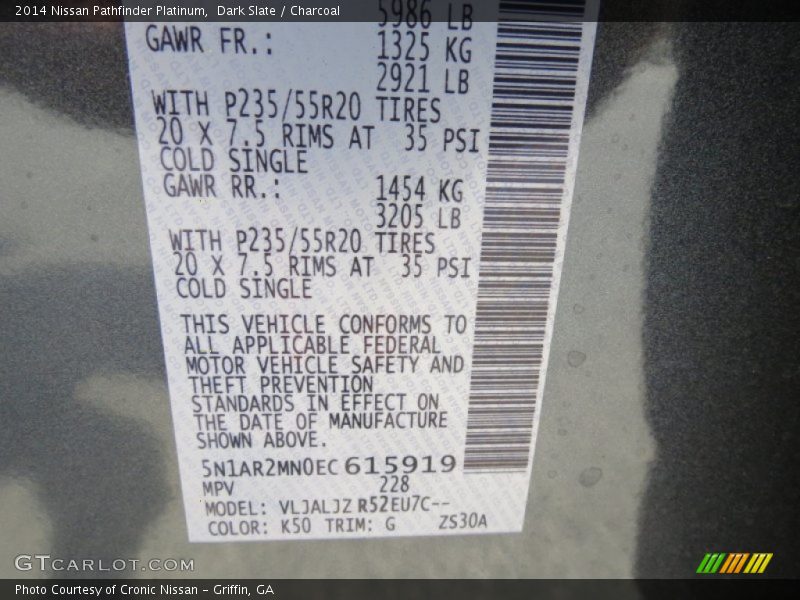 2014 Nissan Pathfinder Platinum,  Dark Slate / Charcoal
5986 LB
GAWR FR.: 1325 KG
2921 LB
WITH P235/55R20 TIRES
20 X 7.5 RIMS AT 35 PSI
COLD SINGLE
GAWR RR.: 1454 KG
3205 LB
WITH P235/55R20 TIRES
20 X 7.5 RIMS AT 35 PSI
COLD SINGLE
THIS VEHICLE CONFORMS TO
ALL APPLICABLE FEDERAL
MOTOR VEHICLE SAFETY AND
THEFT PREVENTION
STANDARDS IN EFFECT ON
THE DATE OF MANUFACTURE
SHOWN ABOVE.
5N1AR2MN0EC615919
MPV 228
MODEL: VLJALJZ R52EU7C--
COLOR: K50 TRIM: G ZS30A
GTCARLOT.COM
Photo Courtesy of Cronic Nissan – Griffin, GA